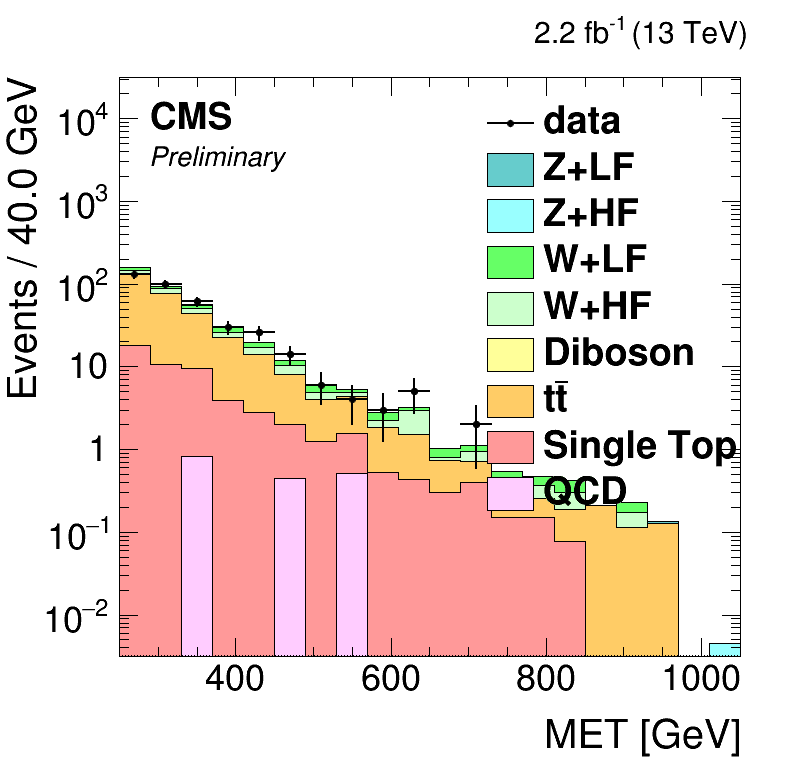 2.2 fb⁻¹ (13 TeV)
Events / 40.0 GeV
CMS
Preliminary
data
Z+LF
Z+HF
W+LF
W+HF
Diboson
tt̄
Single Top
QCD
10⁴
10³
10²
10
1
10⁻¹
10⁻²
400 600 800 1000
MET [GeV]